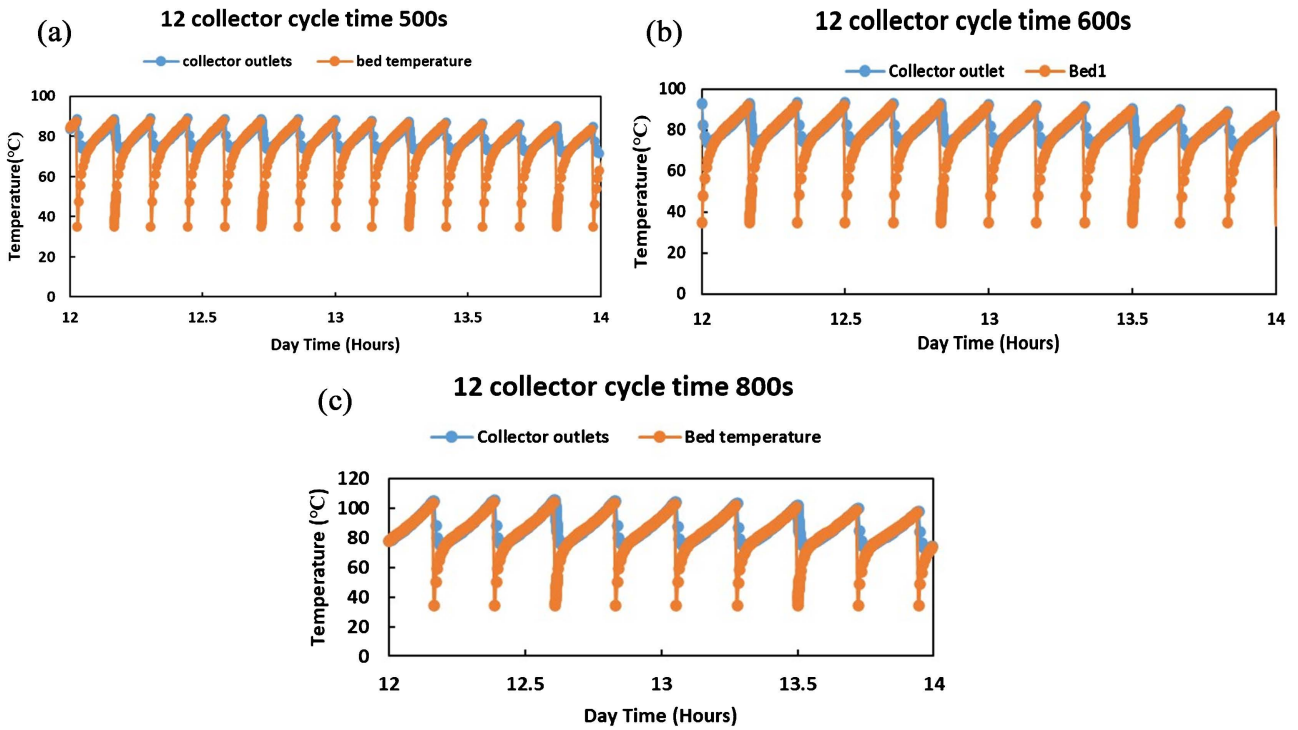 (a) 12 collector cycle time 500s
collector outlets bed temperature
Temperature(°C)
100
80
60
40
20
0
12 12.5 13 13.5 14
Day Time (Hours)
(b) 12 collector cycle time 600s
Collector outlet Bed1
Temperature(°C)
100
80
60
40
20
0
12 12.5 13 13.5 14
Day Time (Hours)
(c) 12 collector cycle time 800s
Collector outlets Bed temperature
Temperature (°C)
120
100
80
60
40
20
0
12 12.5 13 13.5 14
Day Time (Hours)